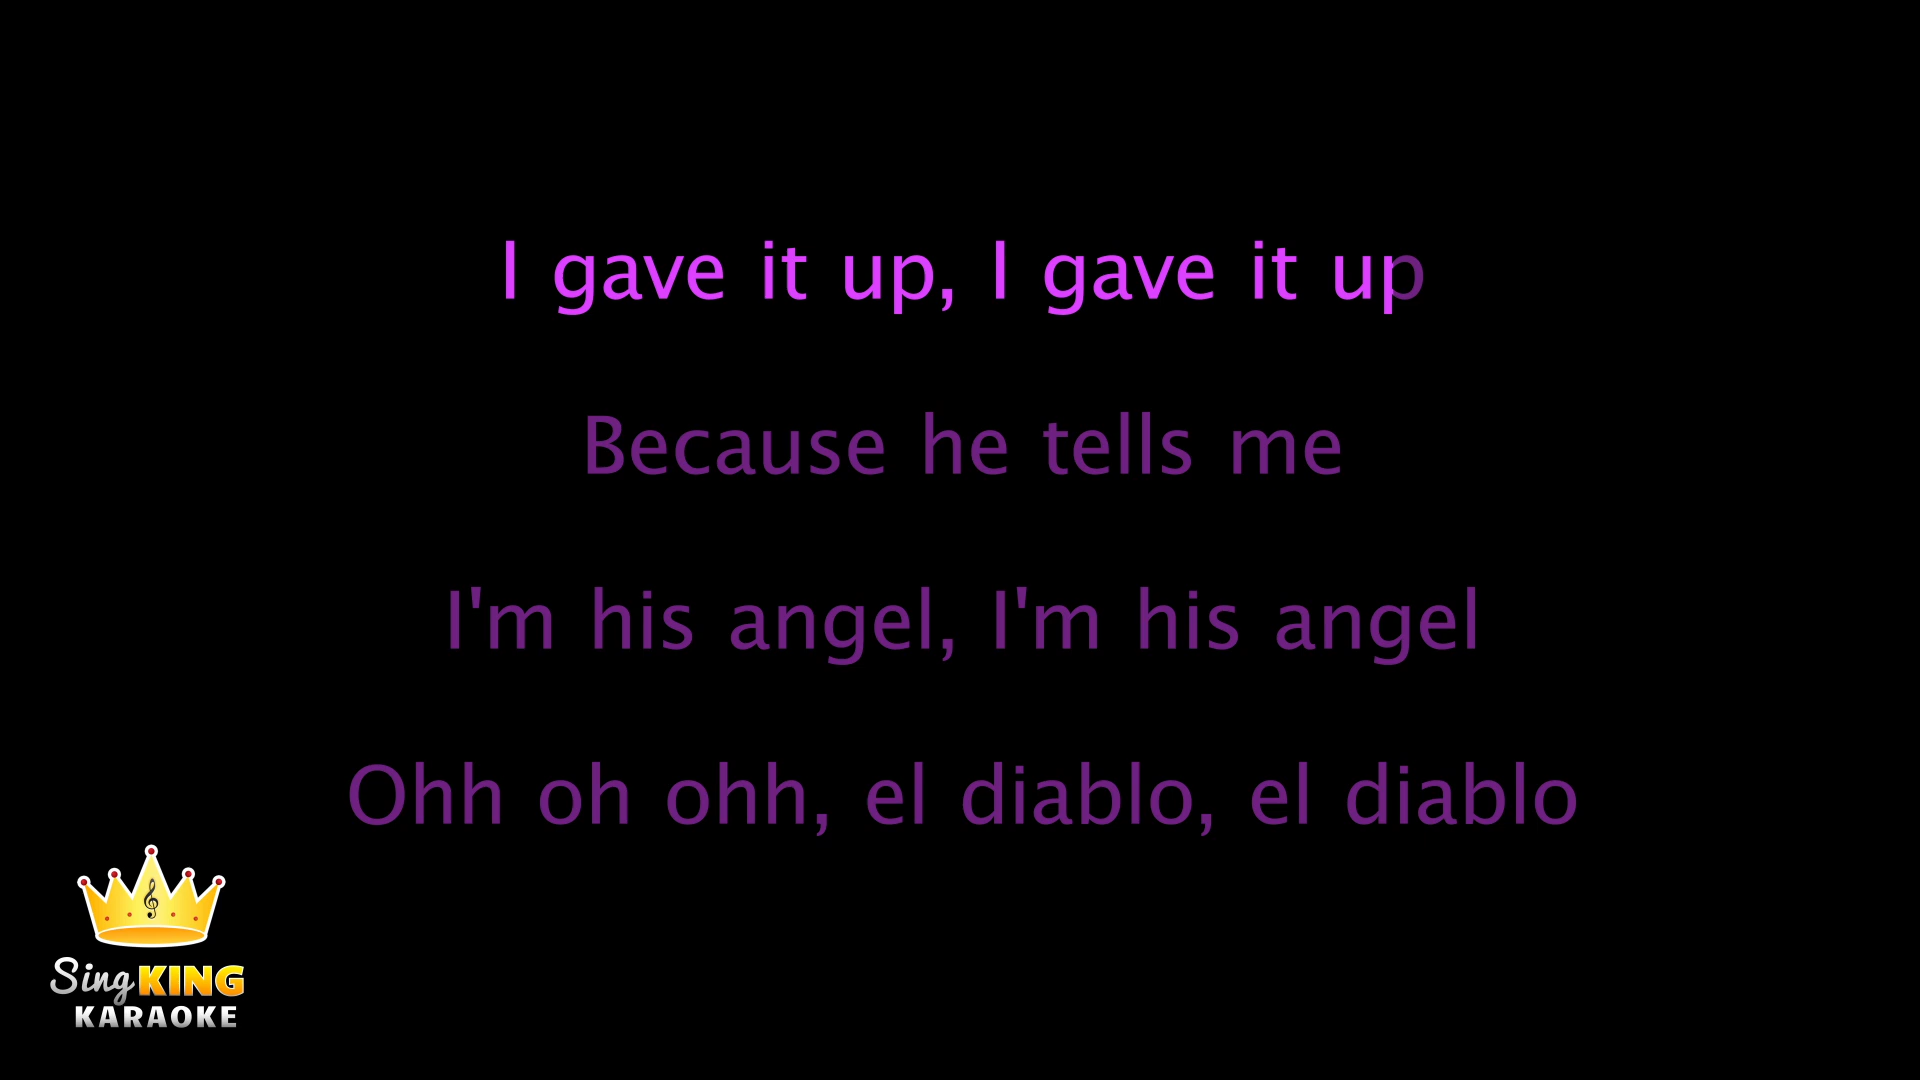 I gave it up, I gave it up
Because he tells me
I'm his angel, I'm his angel
Ohh oh ohh, el diablo, el diablo
Sing KING
KARAOKE